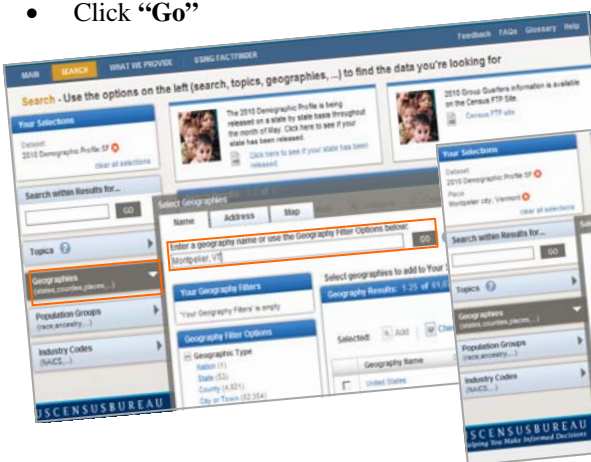 • Click “Go”
MAIN SEARCH WHAT WE PROVIDE USING FACTFINDER
Feedback FAQs Glossary Help
Search - Use the options on the left (search, topics, geographies, ...) to find the data you're looking for
Your Selections
Dataset
2010 Demographic Profile SF
clear all selections
The 2010 Demographic Profile is being
released on a state by state basis throughout
the month of May. Click here to see if your
state has been released.
Click here to see if your state has been
released.
2010 Group Quarters information is available
on the Census FTP Site.
Census FTP site
Search within Results for...
GO
Topics
Geographies
(states,counties,places,...)
Population Groups
(race,ancestry,...)
Industry Codes
(NAICS,...)
USCENSUSBUREAU
Select Geographies
Name Address Map
Enter a geography name or use the Geography Filter Options below:
Montpelier, VT
GO
Your Geography Filters
'Your Geography Filters' is empty
Geography Filter Options
Geographic Type
Nation (1)
State (53)
County (4,821)
City or Town (52,364)
Select geographies to add to Your
Geography Results: 1-25 of
Selected: Add
Geography Name
United States
Your Selections
Dataset
2010 Demographic Profile SF
Place
Montpelier city, Vermont
clear all selections
Search within Results for...
GO
Topics
Geographies
(states,counties,places,...)
Population Groups
(race,ancestry,...)
Industry Codes
(NAICS,...)
SCENSUSBUREAU
elping You Make Informed Decisions